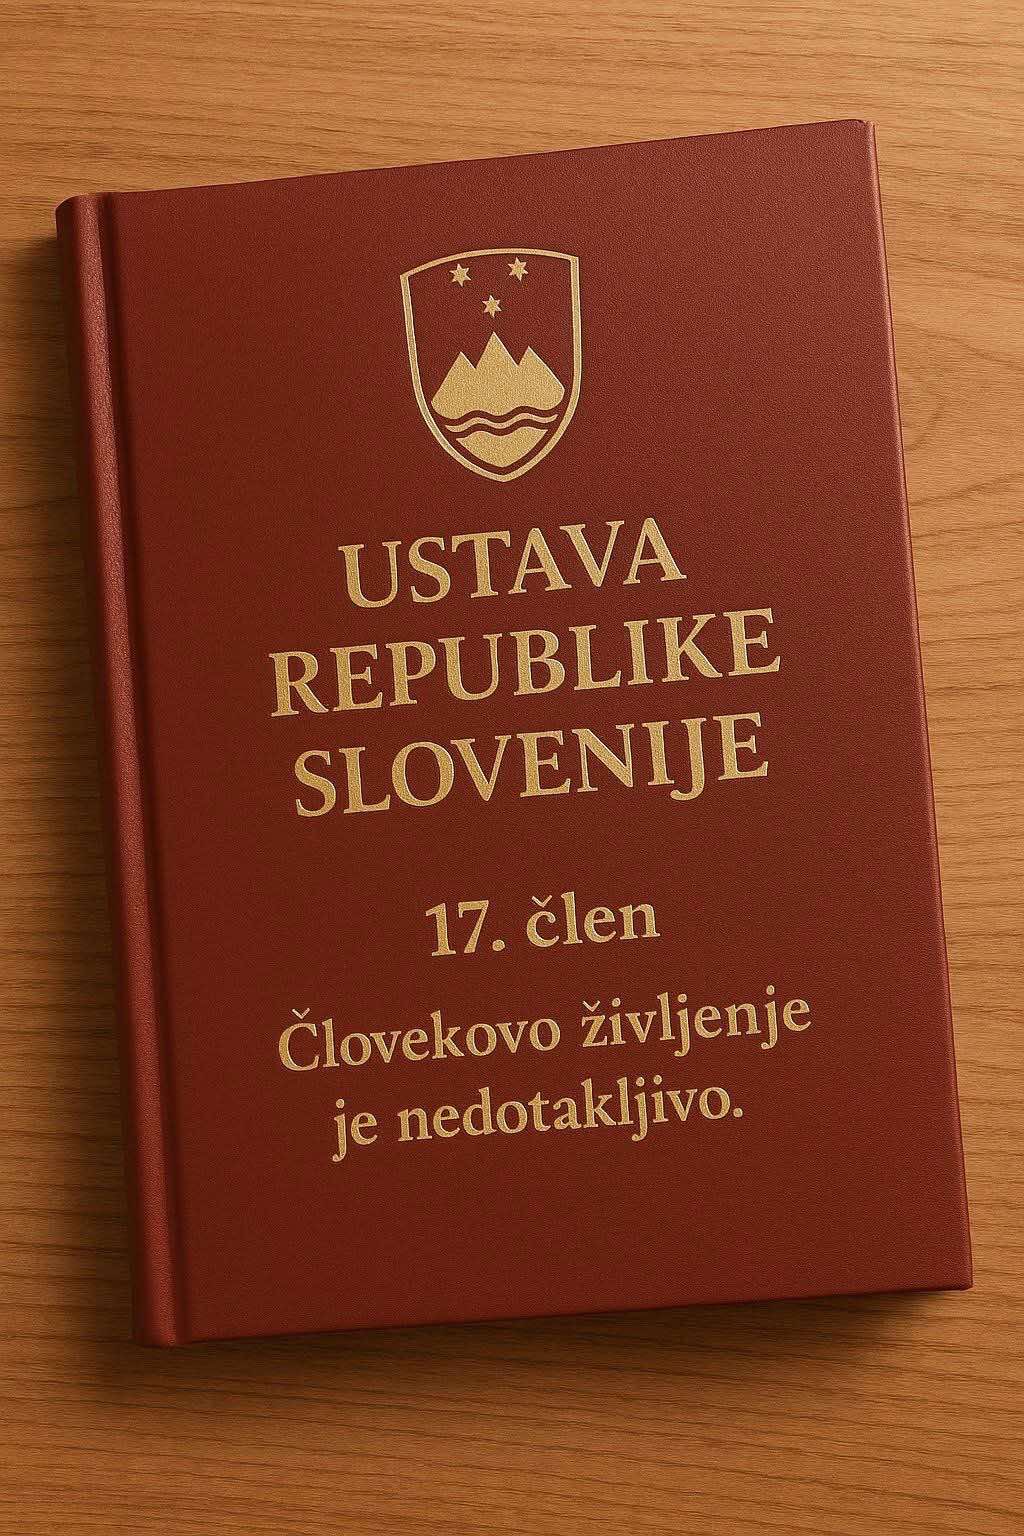 USTAVA
REPUBLIKE
SLOVENIJE
17. člen
Človekovo življenje
je nedotakljivo.